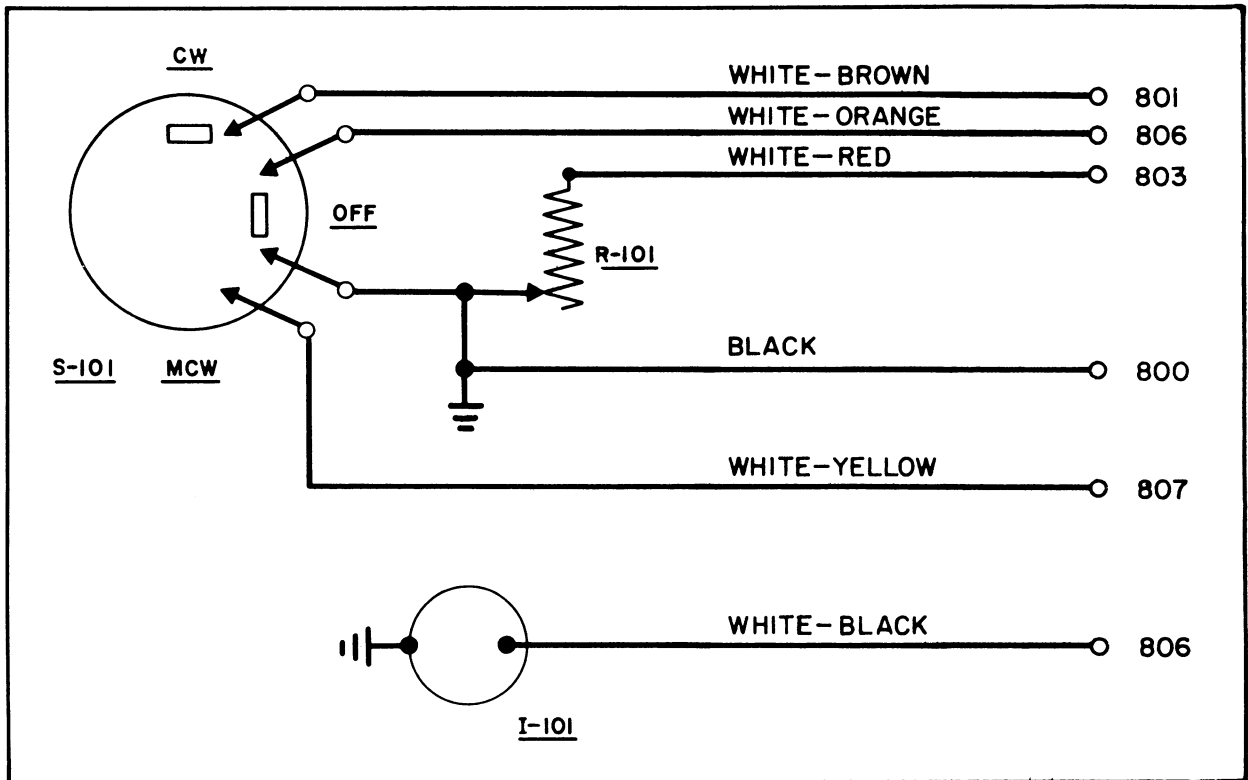 CW
WHITE-BROWN 801
WHITE-ORANGE 806
WHITE-RED 803
OFF
R-101
BLACK 800
S-101 MCW
WHITE-YELLOW 807
WHITE-BLACK 806
I-101